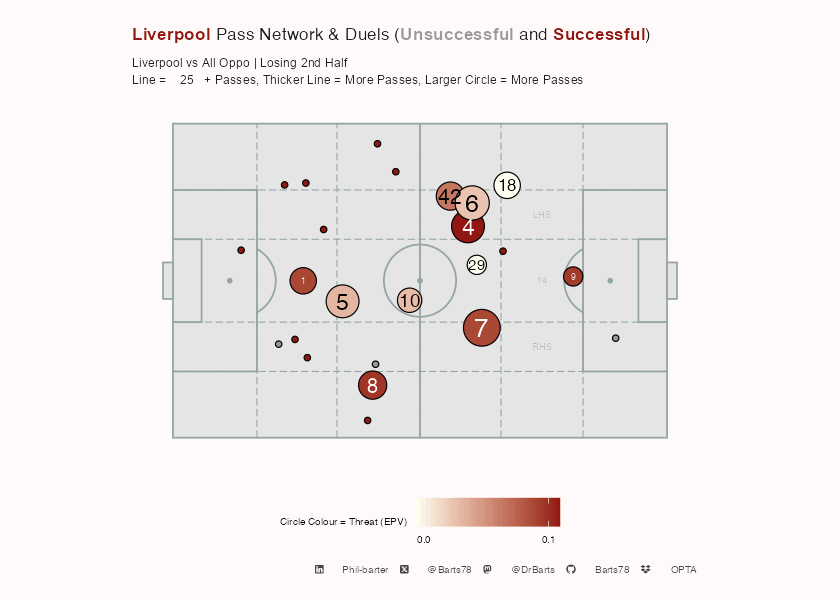 Liverpool Pass Network & Duels (Unsuccessful and Successful)
Liverpool vs All Oppo | Losing 2nd Half
Line = 25 + Passes, Thicker Line = More Passes, Larger Circle = More Passes
18
42
6
LHS
4
29
9
1
14
5
10
7
RHS
8
Circle Colour = Threat (EPV)
0.0 0.1
Phil-barter @Barts78 @DrBarts Barts78 OPTA